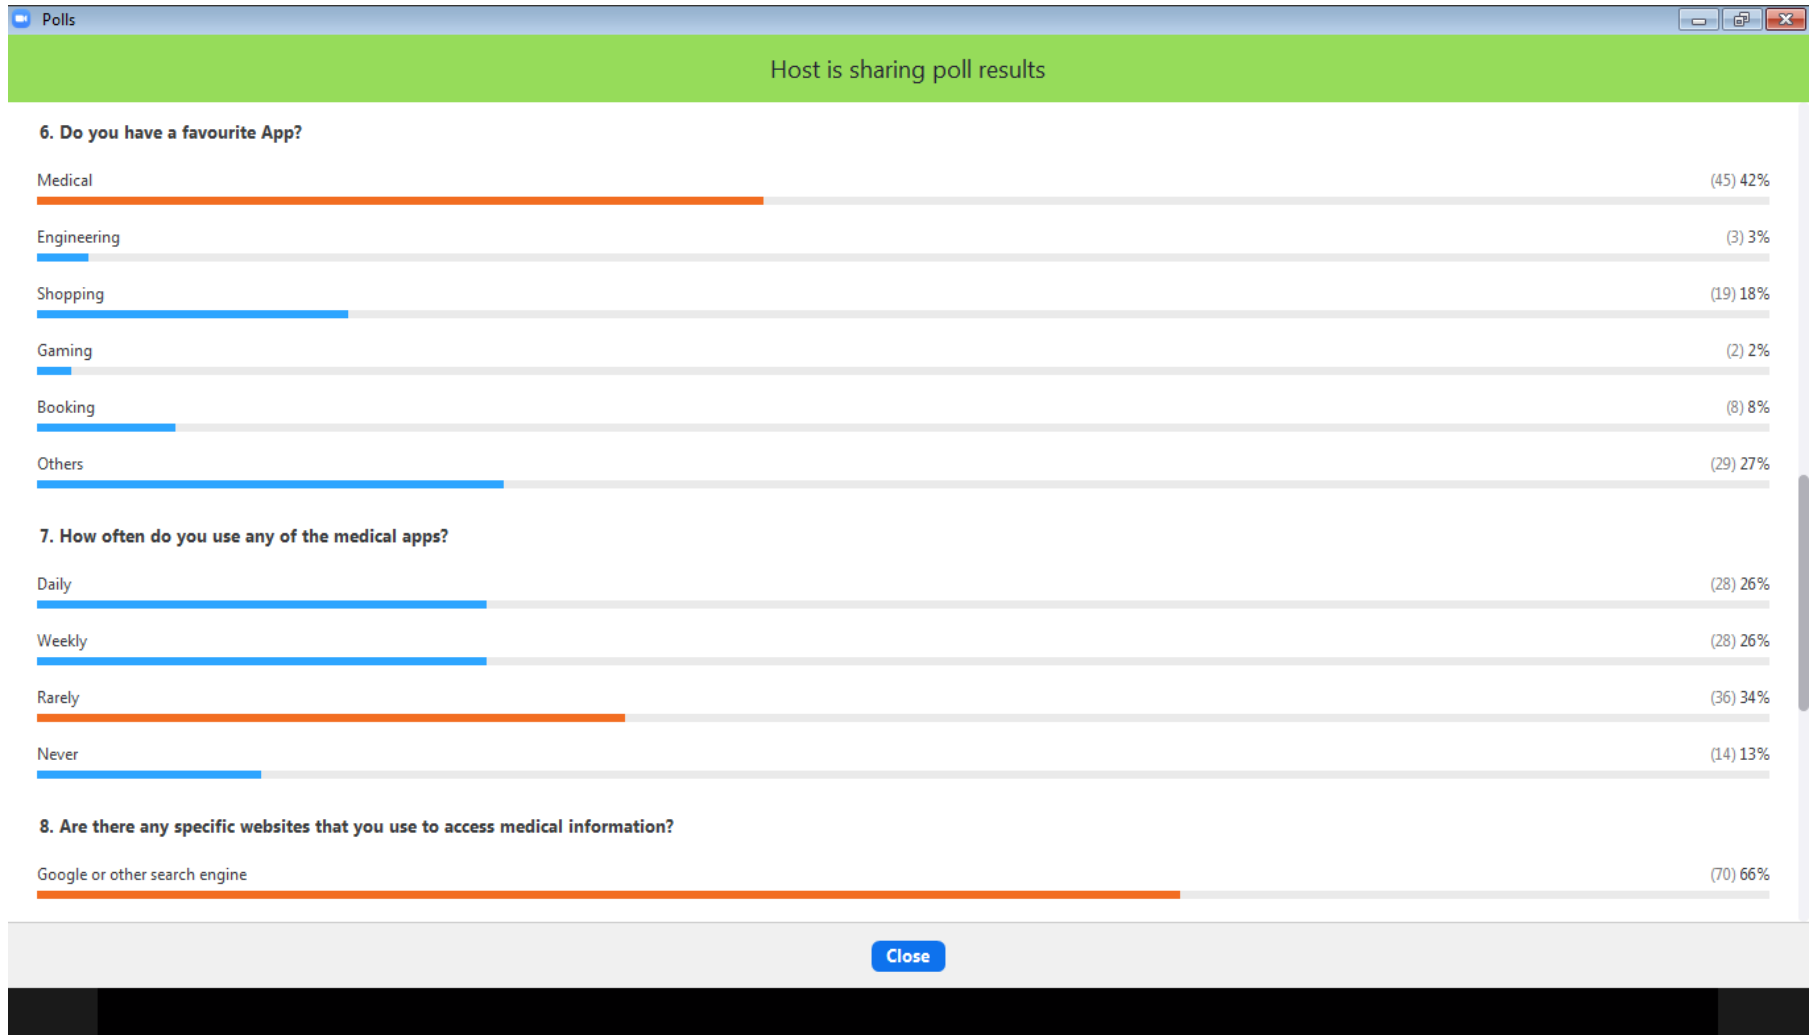 Polls
Host is sharing poll results
6. Do you have a favourite App?
Medical (45) 42%
Engineering (3) 3%
Shopping (19) 18%
Gaming (2) 2%
Booking (8) 8%
Others (29) 27%
7. How often do you use any of the medical apps?
Daily (28) 26%
Weekly (28) 26%
Rarely (36) 34%
Never (14) 13%
8. Are there any specific websites that you use to access medical information?
Google or other search engine (70) 66%
Close